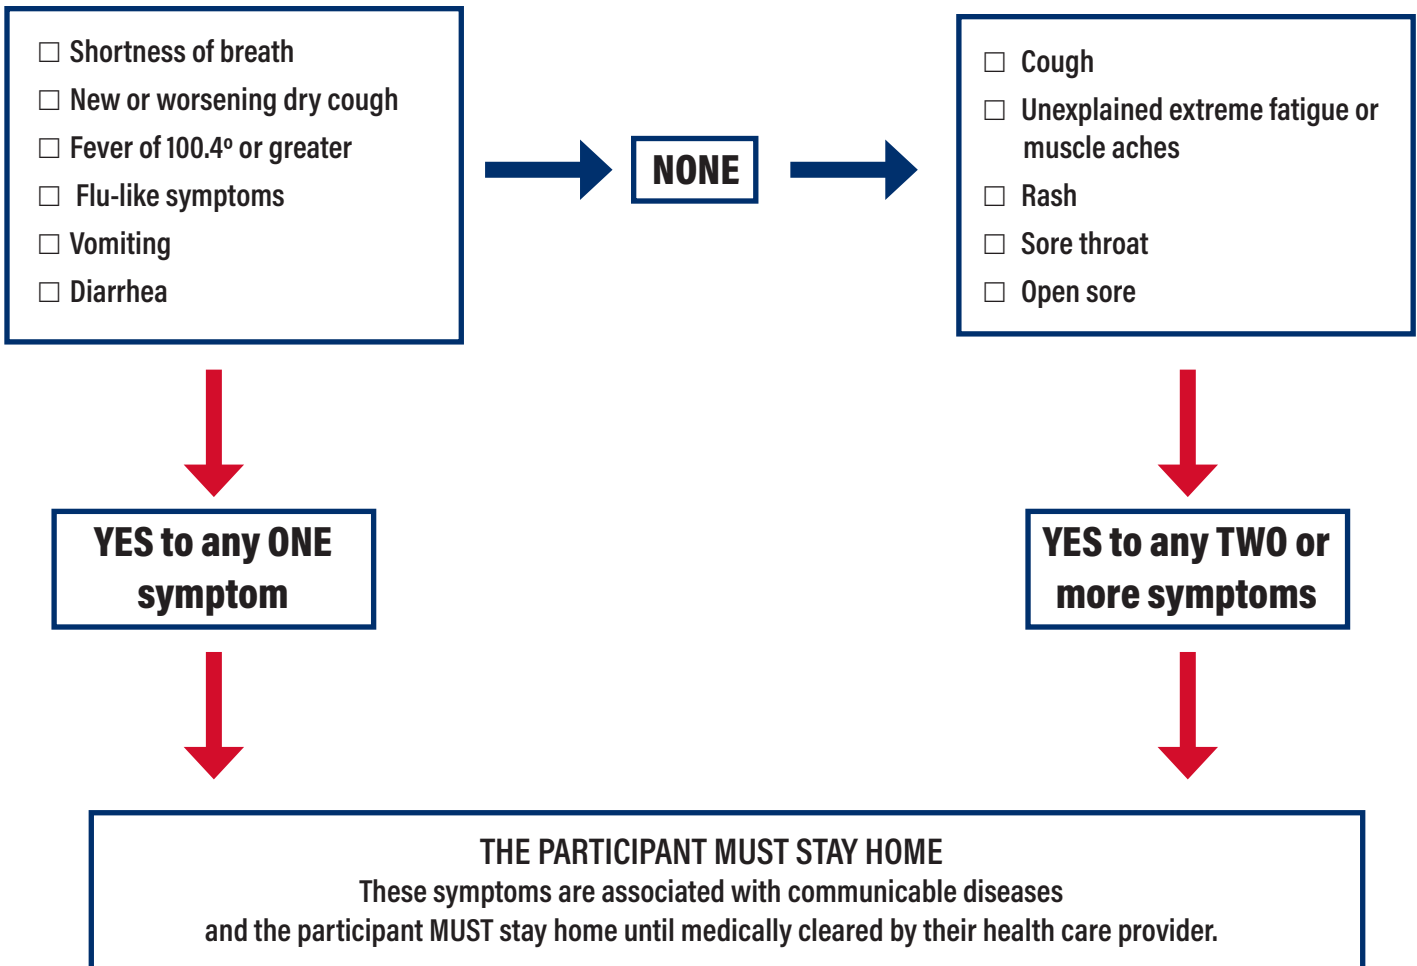 ☐ Shortness of breath
☐ New or worsening dry cough
☐ Fever of 100.4º or greater
☐ Flu-like symptoms
☐ Vomiting
☐ Diarrhea
NONE
☐ Cough
☐ Unexplained extreme fatigue or
muscle aches
☐ Rash
☐ Sore throat
☐ Open sore
YES to any ONE
symptom
YES to any TWO or
more symptoms
THE PARTICIPANT MUST STAY HOME
These symptoms are associated with communicable diseases
and the participant MUST stay home until medically cleared by their health care provider.